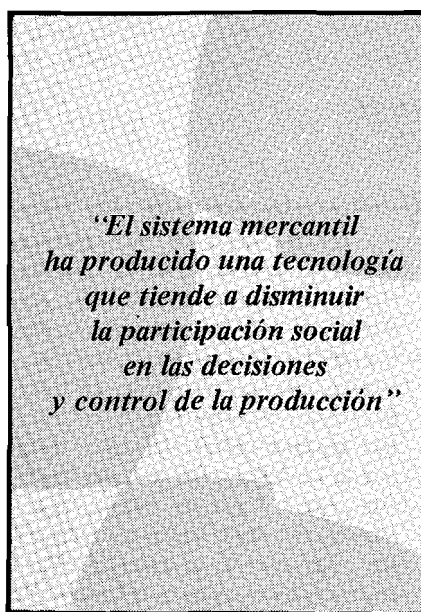 “El sistema mercantil
ha producido una tecnología
que tiende a disminuir
la participación social
en las decisiones
y control de la producción”